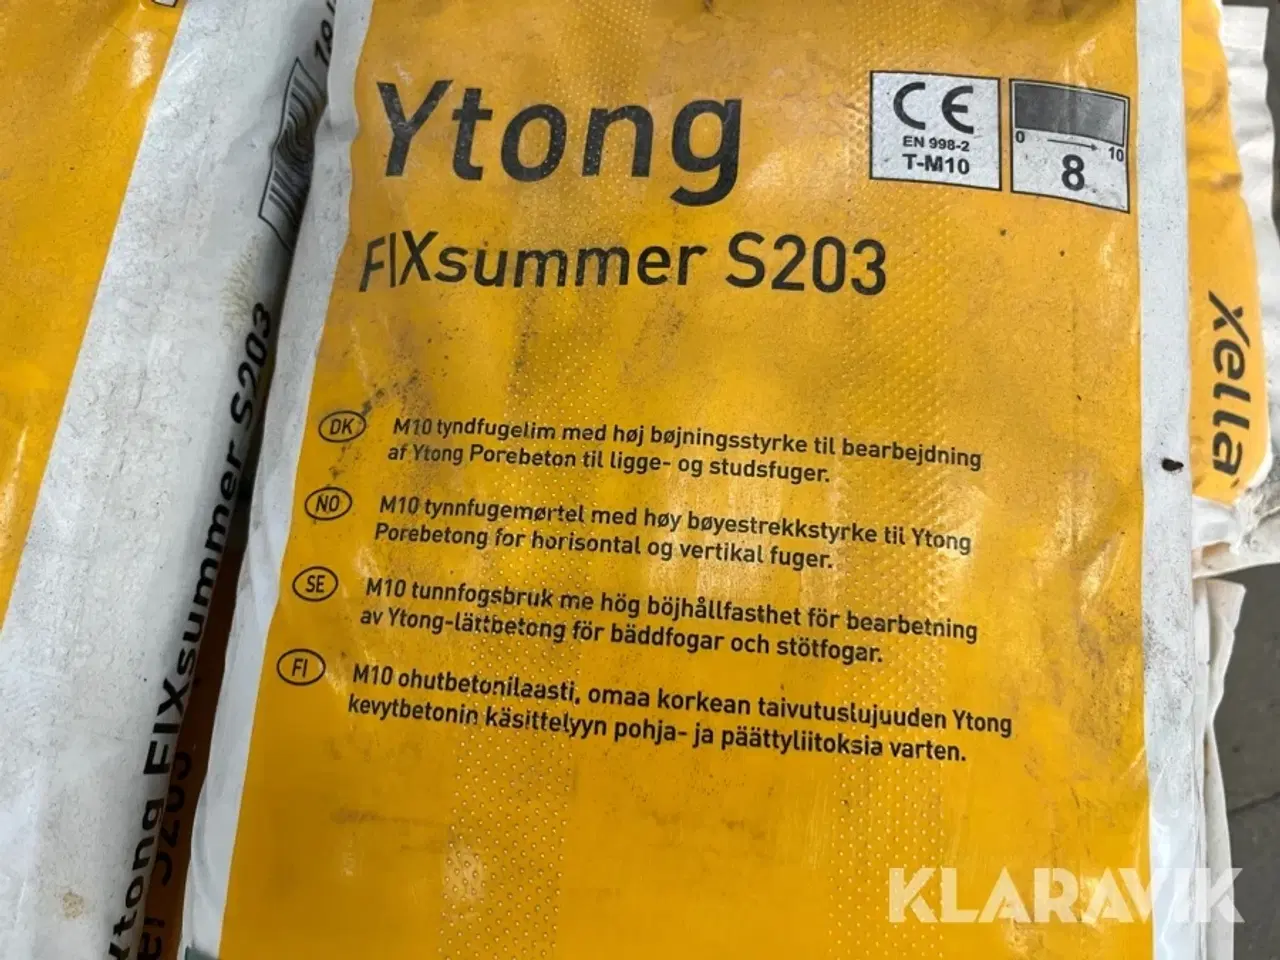 Ytong
CE
EN 998-2
T-M10
0 10
8
FIXsummer S203
Xella
DK M10 tyndfugelim med høj bøjningsstyrke til bearbejdning
af Ytong Porebeton til ligge- og studsfuger.
NO M10 tynnfugemørtel med høy bøyestrekkstyrke til Ytong
Porebetong for horisontal og vertikal fuger.
SE M10 tunnfogsbruk me hög böjhållfasthet för bearbetning
av Ytong-lättbetong för bäddfogar och stötfogar.
FI M10 ohutbetonilaasti, omaa korkean taivutuslujuuden Ytong
kevytbetonin käsittelyyn pohja- ja päättyliitoksia varten.
Ytong FIXsummer S203
S203
KLARAVIK